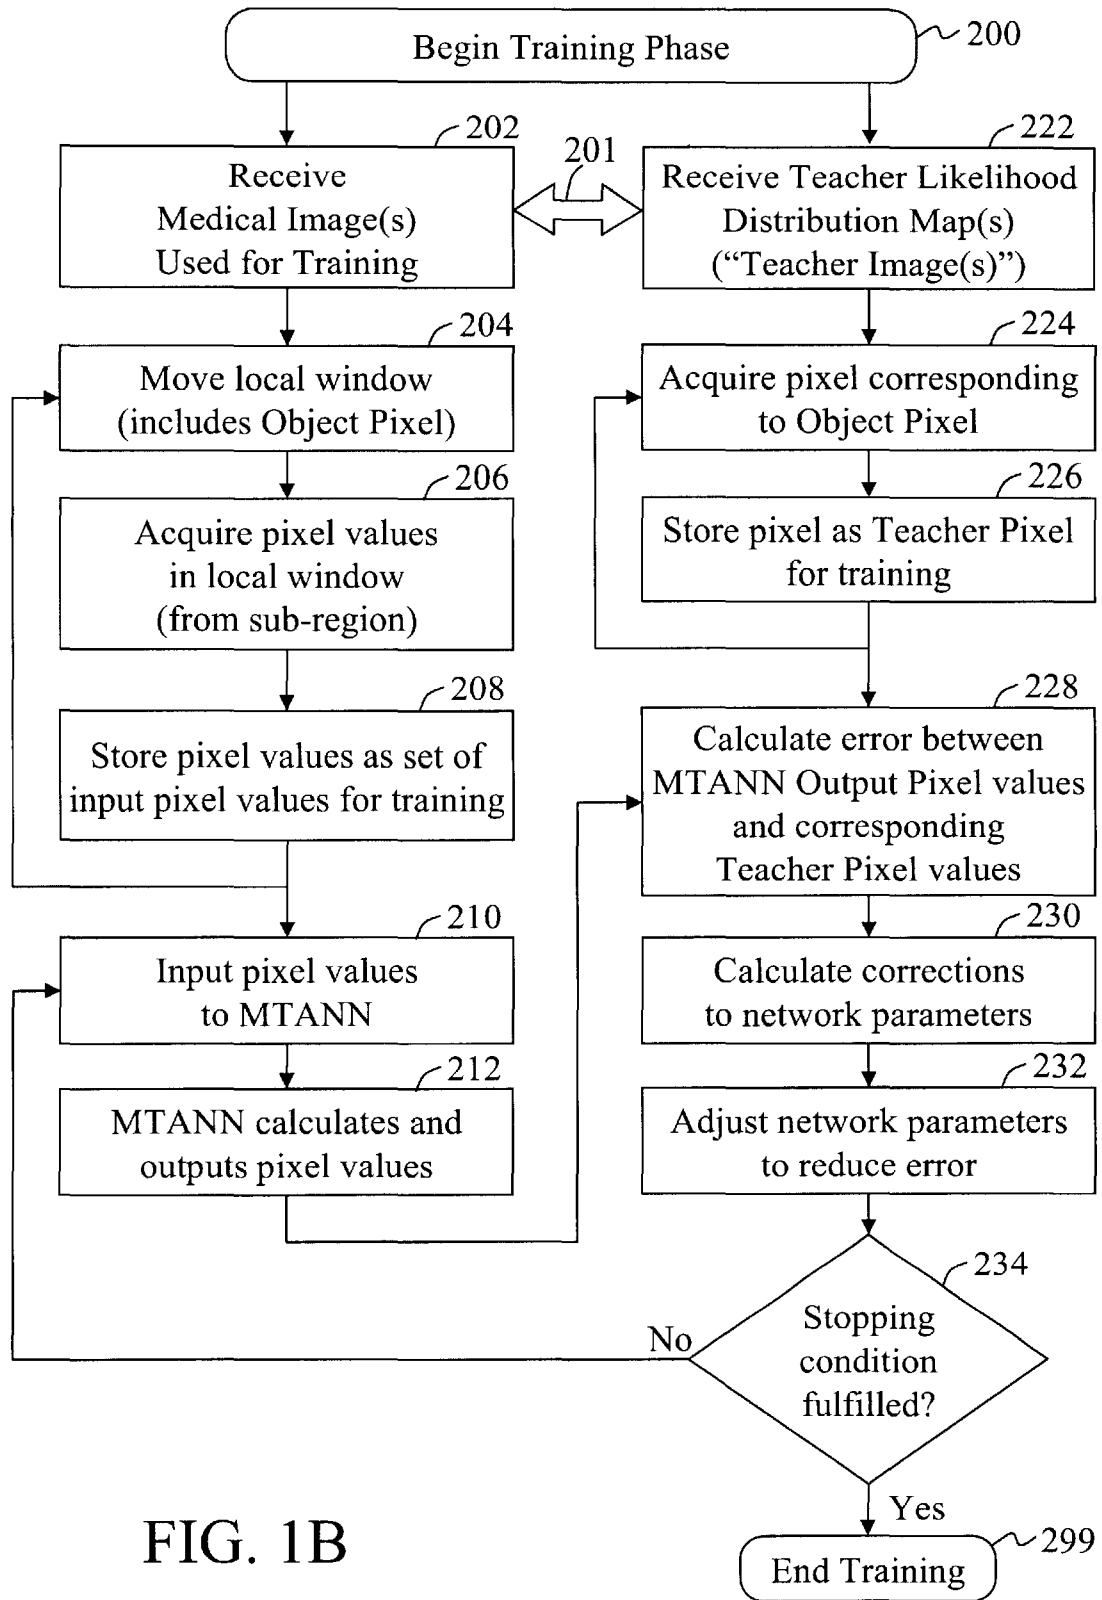 Begin Training Phase
200
202
Receive
Medical Image(s)
Used for Training
201
222
Receive Teacher Likelihood
Distribution Map(s)
(“Teacher Image(s)”)
204
Move local window
(includes Object Pixel)
224
Acquire pixel corresponding
to Object Pixel
206
Acquire pixel values
in local window
(from sub-region)
226
Store pixel as Teacher Pixel
for training
208
Store pixel values as set of
input pixel values for training
228
Calculate error between
MTANN Output Pixel values
and corresponding
Teacher Pixel values
210
Input pixel values
to MTANN
230
Calculate corrections
to network parameters
212
MTANN calculates and
outputs pixel values
232
Adjust network parameters
to reduce error
234
Stopping
condition
fulfilled?
No
Yes
299
End Training
FIG. 1B